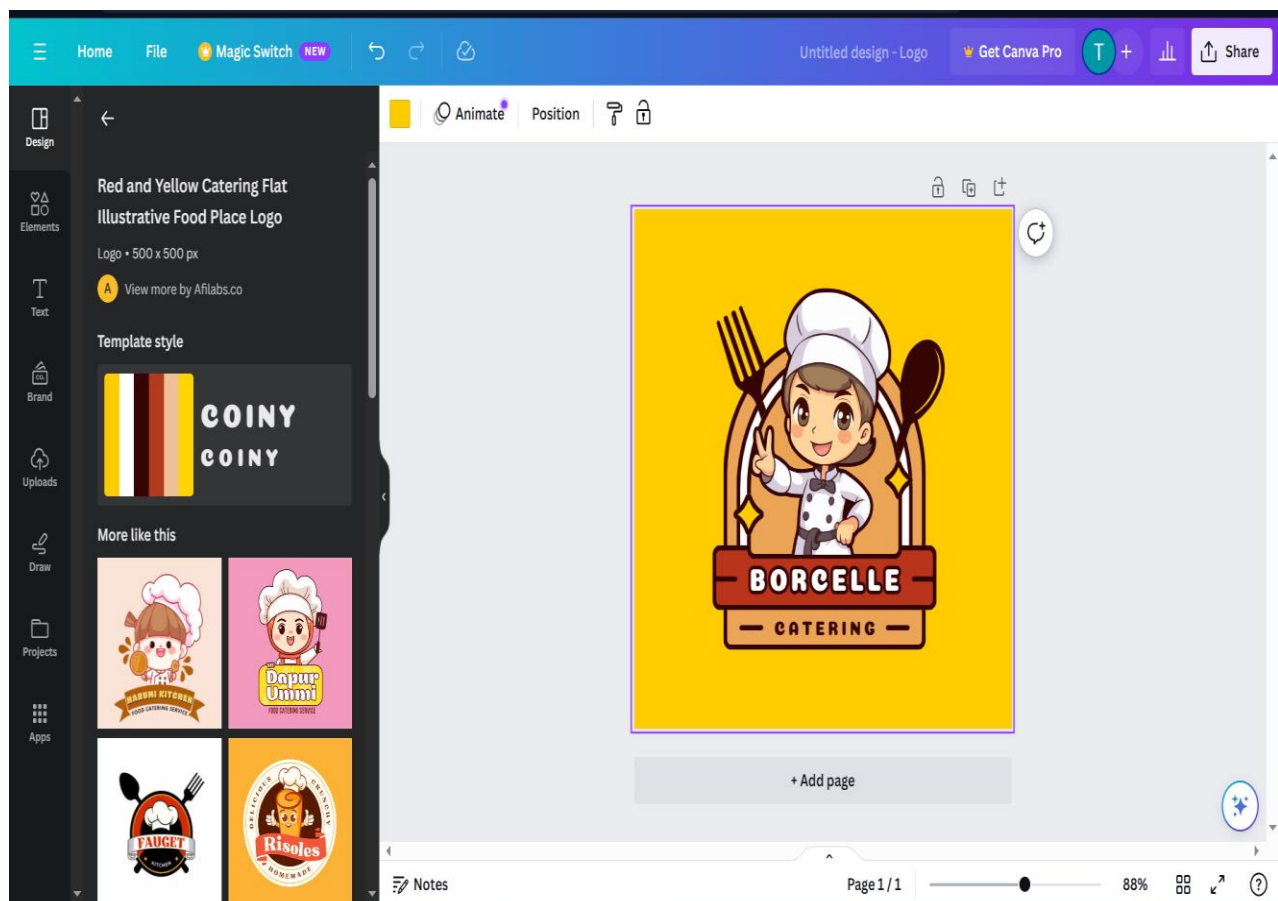 Home File Magic Switch NEW Untitled design - Logo Get Canva Pro T + Share
Design
Elements
Text
Brand
CO.
Uploads
Draw
Projects
Apps
Red and Yellow Catering Flat
Illustrative Food Place Logo
Logo • 500 x 500 px
A View more by Afilabs.co
Template style
COINY
COINY
More like this
HARUMI KITCHEN
FOOD CATERING SERVICE
Dapur
Ummi
FOOD CATERING SERVICE
FAUGET
KITCHEN
DELICIOUS CRUNCHY
Risoles
HOMEMADE
Animate Position
BORCELLE
CATERING
+ Add page
Notes Page 1 / 1 88%